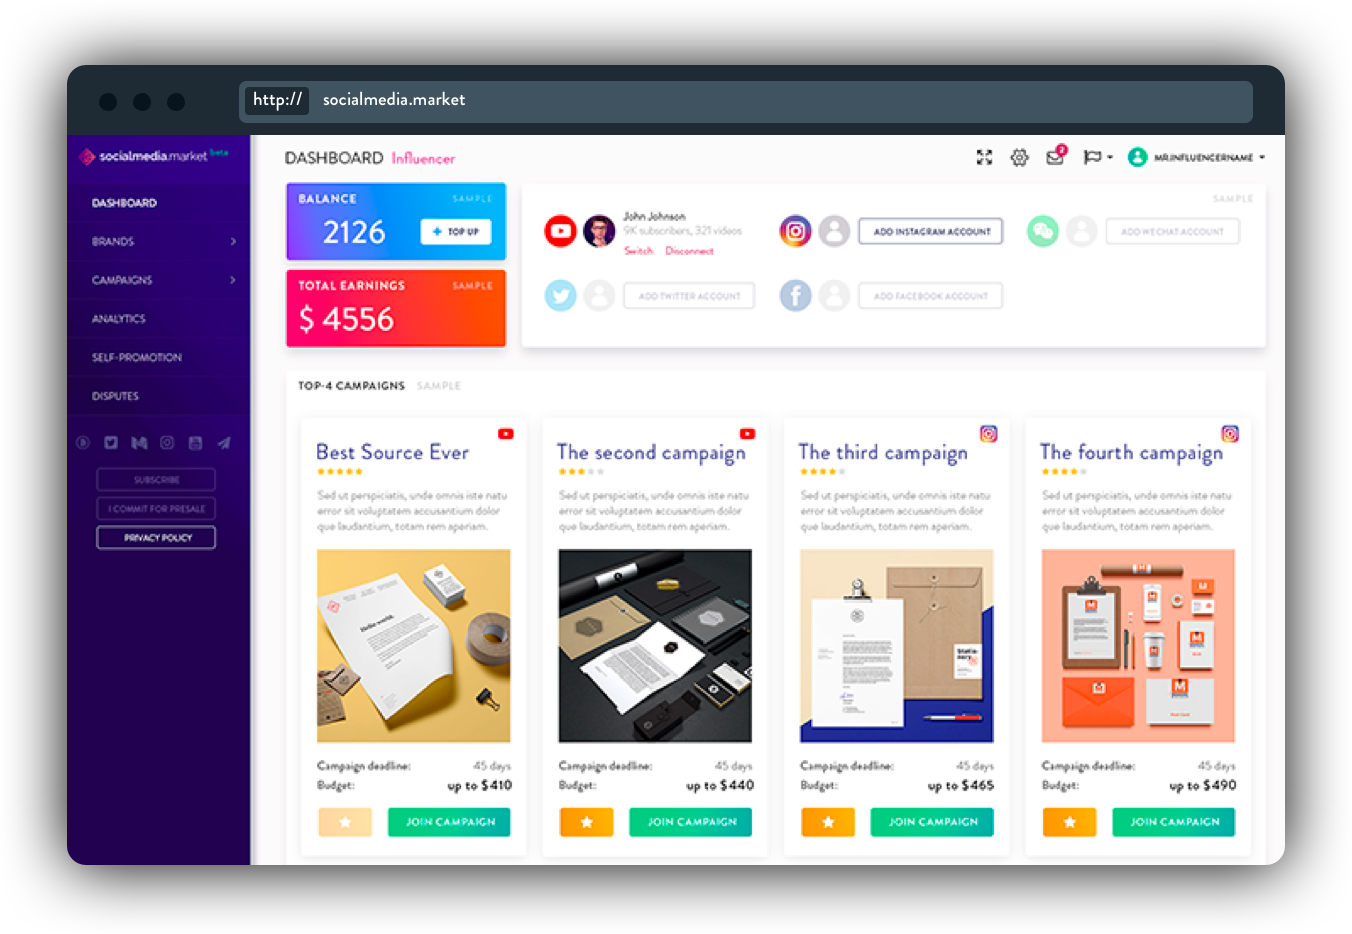 http:// socialmedia.market
socialmedia.market beta
DASHBOARD Influencer
2
MR.INFLUENCERNAME
DASHBOARD
BRANDS
CAMPAIGNS
ANALYTICS
SELF-PROMOTION
DISPUTES
SUBSCRIBE
I COMMIT FOR PRESALE
PRIVACY POLICY
BALANCE SAMPLE
2126 + TOP UP
TOTAL EARNINGS SAMPLE
$ 4556
SAMPLE
John Johnson
9K subscribers, 321 videos
Switch Disconnect
ADD INSTAGRAM ACCOUNT
ADD WECHAT ACCOUNT
ADD TWITTER ACCOUNT
ADD FACEBOOK ACCOUNT
TOP-4 CAMPAIGNS SAMPLE
Best Source Ever
Sed ut perspiciatis, unde omnis iste natu
error sit voluptatem accusantium dolor
que laudantium, totam rem aperiam.
Hello world.
Campaign deadline: 45 days
Budget: up to $410
JOIN CAMPAIGN
The second campaign
Sed ut perspiciatis, unde omnis iste natu
error sit voluptatem accusantium dolor
que laudantium, totam rem aperiam.
Campaign deadline: 45 days
Budget: up to $440
JOIN CAMPAIGN
The third campaign
Sed ut perspiciatis, unde omnis iste natu
error sit voluptatem accusantium dolor
que laudantium, totam rem aperiam.
Statio-
nery.
Campaign deadline: 45 days
Budget: up to $465
JOIN CAMPAIGN
The fourth campaign
Sed ut perspiciatis, unde omnis iste natu
error sit voluptatem accusantium dolor
que laudantium, totam rem aperiam.
M
M
M
Campaign deadline: 45 days
Budget: up to $490
JOIN CAMPAIGN